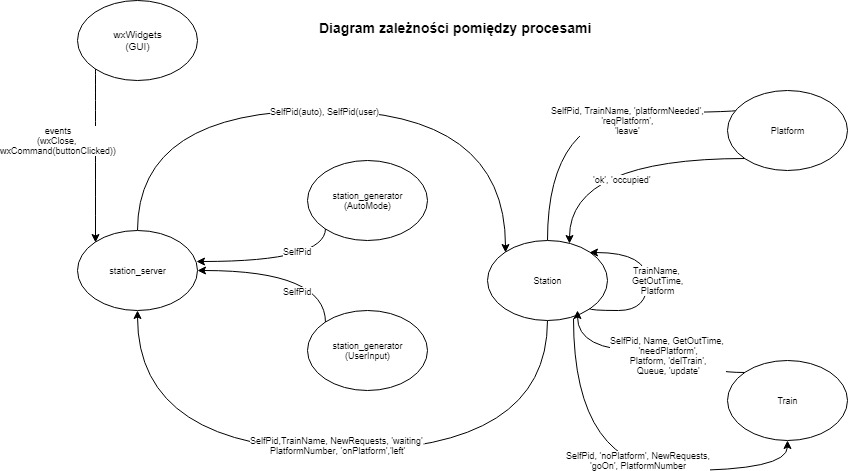 Diagram zależności pomiędzy procesami
wxWidgets
(GUI)
events
(wxClose,
wxCommand(buttonClicked))
SelfPid(auto), SelfPid(user)
station_generator
(AutoMode)
SelfPid
station_server
SelfPid
station_generator
(UserInput)
SelfPid, TrainName, 'platformNeeded',
'reqPlatform',
'leave'
Platform
'ok', 'occupied'
Station
TrainName,
GetOutTime,
Platform
SelfPid, Name, GetOutTime,
'needPlatform',
Platform, 'delTrain',
Queue, 'update'
Train
SelfPid,TrainName, NewRequests, 'waiting'
PlatformNumber, 'onPlatform','left'
SelfPid, 'noPlatform', NewRequests,
'goOn', PlatformNumber